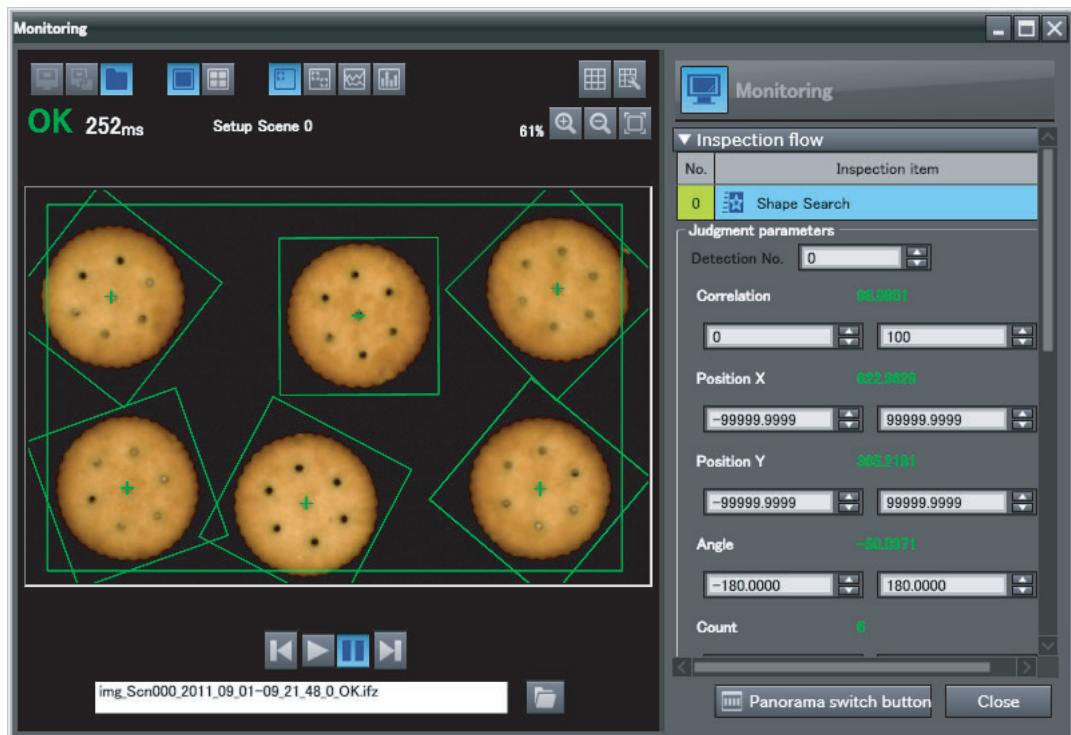 Monitoring
OK 252ms Setup Scene 0 61%
img_Scn000_2011_09_01-09_21_48_0_OK.ifz
Monitoring
Inspection flow
No. Inspection item
0 Shape Search
Judgment parameters
Detection No. 0
Correlation
0 100
Position X
-99999.9999 99999.9999
Position Y
-99999.9999 99999.9999
Angle
-180.0000 180.0000
Count 6
Panorama switch button Close